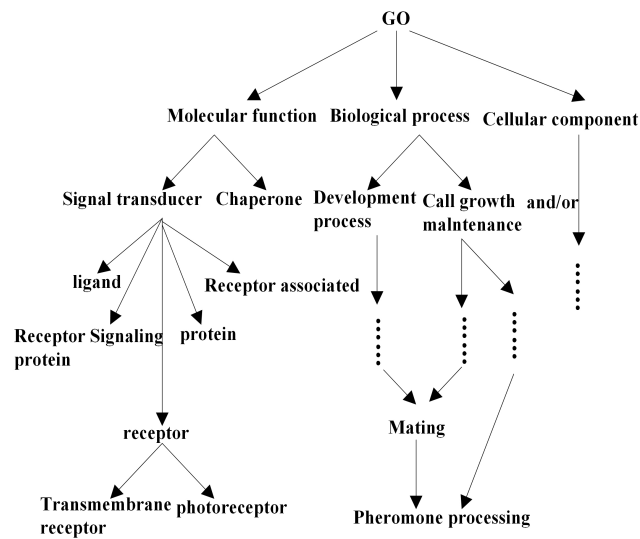 GO
Molecular function
Biological process
Cellular component
Signal transducer
Chaperone
Development
process
Call growth
malntenance
and/or
ligand
Receptor associated
Receptor Signaling
protein
protein
receptor
Mating
Transmembrane
receptor
photoreceptor
Pheromone processing